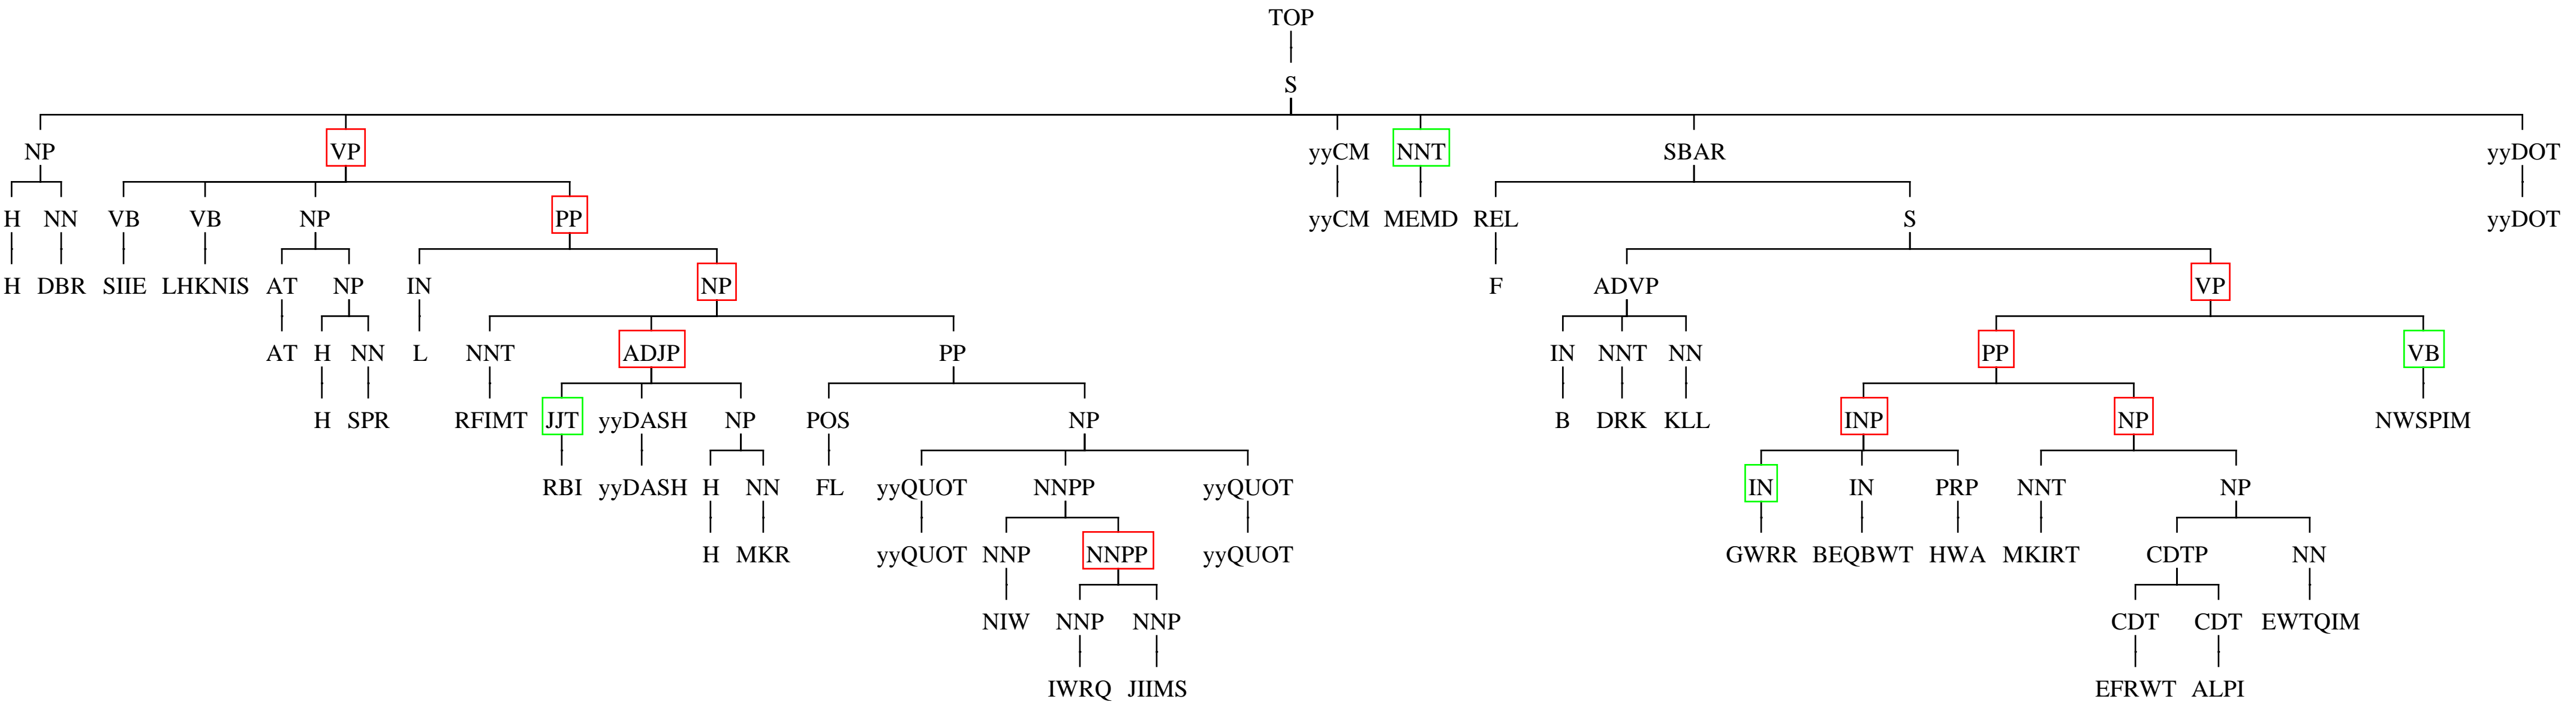 TOP
S
NP VP yyCM NNT SBAR yyDOT
H NN VB VB NP PP yyCM MEMD REL S yyDOT
H DBR SIIE LHKNIS AT NP IN NP F ADVP VP
AT H NN L NNT ADJP PP IN NNT NN PP VB
H SPR RFIMT JJT yyDASH NP POS NP B DRK KLL INP NP NWSPIM
RBI yyDASH H NN FL yyQUOT NNPP yyQUOT IN IN PRP NNT NP
H MKR yyQUOT NNP NNPP yyQUOT GWRR BEQBWT HWA MKIRT CDTP NN
NIW NNP NNP CDT CDT EWTQIM
IWRQ JIIMS EFRWT ALPI